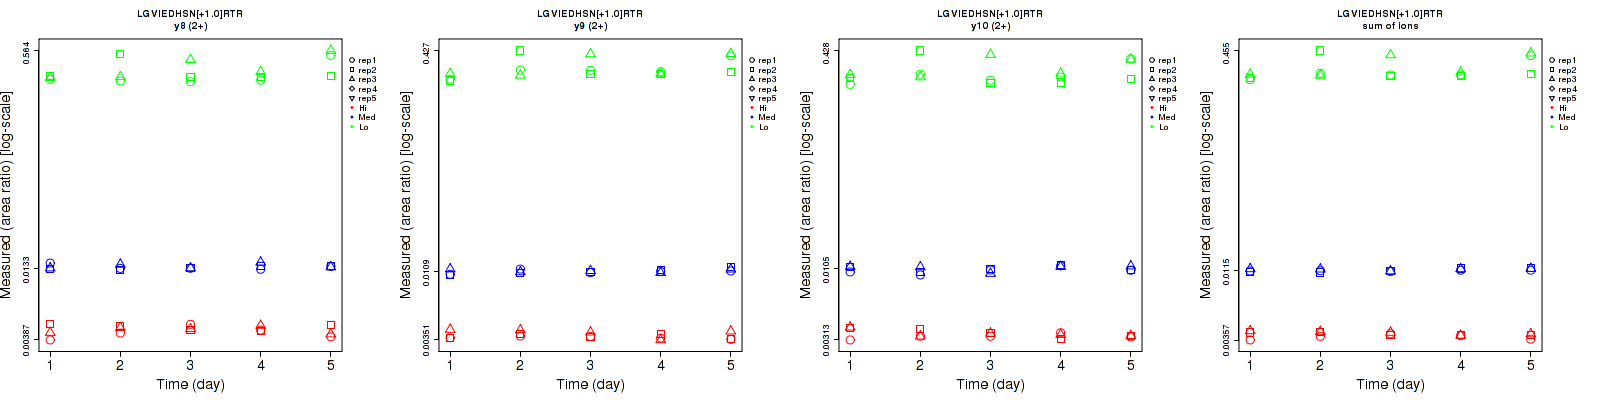 LGVIEDHSN[+1.0]RTR
y8 (2+)
Measured (area ratio) [log-scale]
0.564
0.0133
0.00387
1 2 3 4 5
Time (day)
rep1
rep2
rep3
rep4
rep5
Hi
Med
Lo
LGVIEDHSN[+1.0]RTR
y9 (2+)
Measured (area ratio) [log-scale]
0.427
0.0109
0.00351
1 2 3 4 5
Time (day)
rep1
rep2
rep3
rep4
rep5
Hi
Med
Lo
LGVIEDHSN[+1.0]RTR
y10 (2+)
Measured (area ratio) [log-scale]
0.428
0.0105
0.00313
1 2 3 4 5
Time (day)
rep1
rep2
rep3
rep4
rep5
Hi
Med
Lo
LGVIEDHSN[+1.0]RTR
sum of ions
Measured (area ratio) [log-scale]
0.455
0.0115
0.00357
1 2 3 4 5
Time (day)
rep1
rep2
rep3
rep4
rep5
Hi
Med
Lo